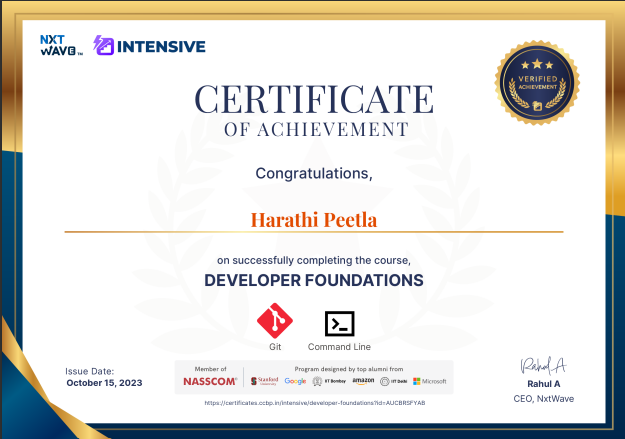 NXT
WAVE™
INTENSIVE
VERIFIED
ACHIEVEMENT
CERTIFICATE
OF ACHIEVEMENT
Congratulations,
Harathi Peetla
on successfully completing the course,
DEVELOPER FOUNDATIONS
Git
Command Line
Issue Date:
October 15, 2023
Member of
NASSCOM®
Program designed by top alumni from
Stanford
University
Google
IIT Bombay
amazon
IIT Delhi
Microsoft
Rahul A
Rahul A
CEO, NxtWave
https://certificates.ccbp.in/intensive/developer-foundations?id=AUCBRSFYAB